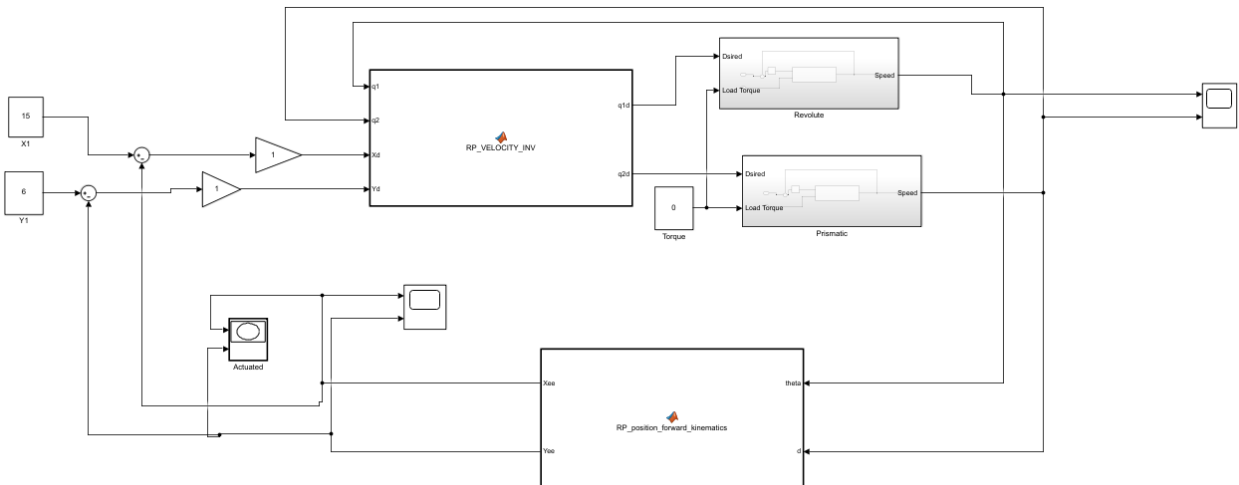 q1
q2
Xd
Yd
RP_VELOCITY_INV
q1d
q2d
Dsired
Load Torque
Speed
Revolute
15
X1
6
Y1
+
-
+
-
1
1
0
Torque
Dsired
Load Torque
Speed
Prismatic
Actuated
Xee
Yee
RP_position_forward_kinematics
theta
d